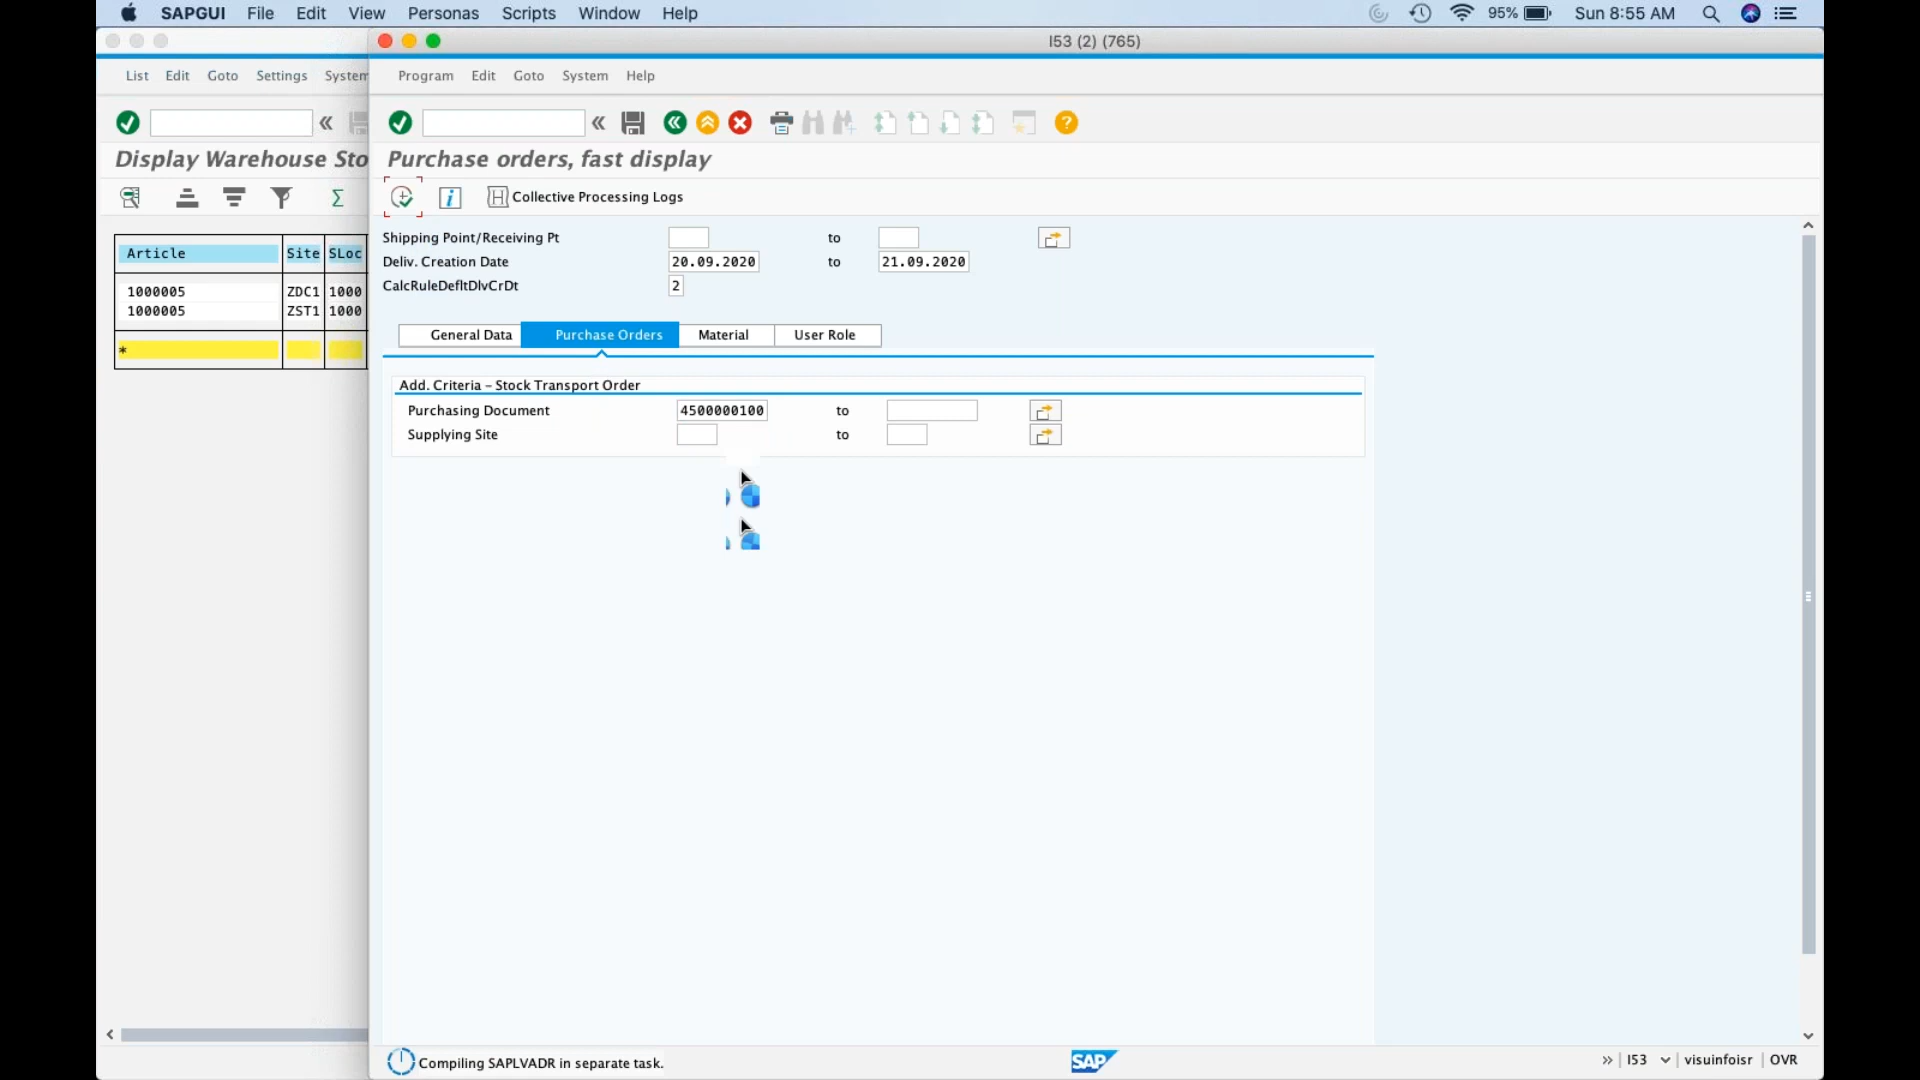 SAPGUI File Edit View Personas Scripts Window Help 95% Sun 8:55 AM
I53 (2) (765)
List Edit Goto Settings System
Program Edit Goto System Help
Display Warehouse Sto
Purchase orders, fast display
Collective Processing Logs
Article Site SLoc
1000005 ZDC1 1000
1000005 ZST1 1000
*
Shipping Point/Receiving Pt to
Deliv. Creation Date 20.09.2020 to 21.09.2020
CalcRuleDefltDlvCrDt 2
General Data Purchase Orders Material User Role
Add. Criteria – Stock Transport Order
Purchasing Document 4500000100 to
Supplying Site to
Compiling SAPLVADR in separate task.
SAP
I53 visuinfoisr OVR